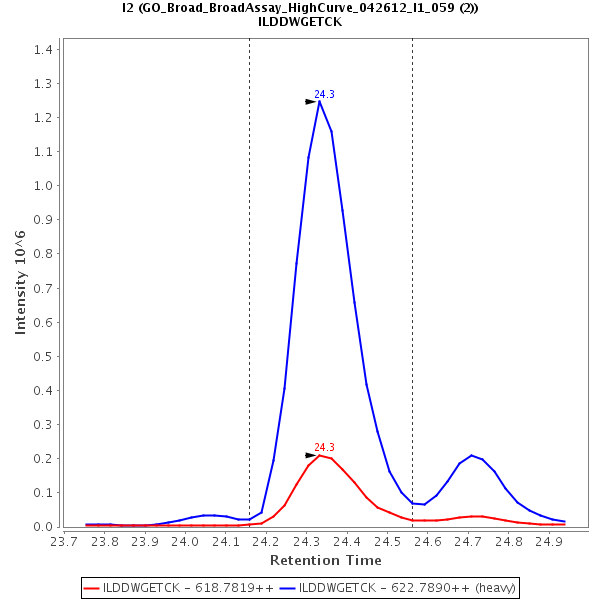 I2 (GO_Broad_BroadAssay_HighCurve_042612_I1_059 (2))
ILDDWGETCK
Intensity 10^6
1.4
1.3
1.2
1.1
1.0
0.9
0.8
0.7
0.6
0.5
0.4
0.3
0.2
0.1
0.0
24.3
24.3
23.7 23.8 23.9 24.0 24.1 24.2 24.3 24.4 24.5 24.6 24.7 24.8 24.9
Retention Time
ILDDWGETCK - 618.7819++ ILDDWGETCK - 622.7890++ (heavy)